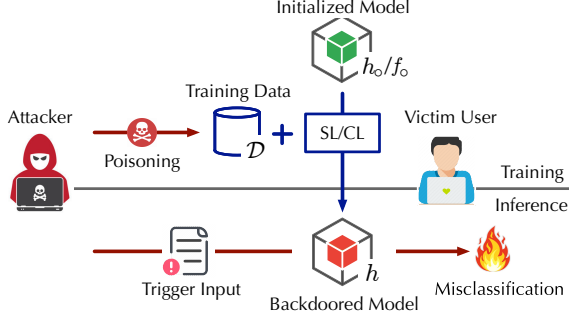 Initialized Model
h○/f○
Training Data
Attacker
Poisoning
𝒟
SL/CL
Victim User
Training
Inference
Trigger Input
h
Misclassification
Backdoored Model